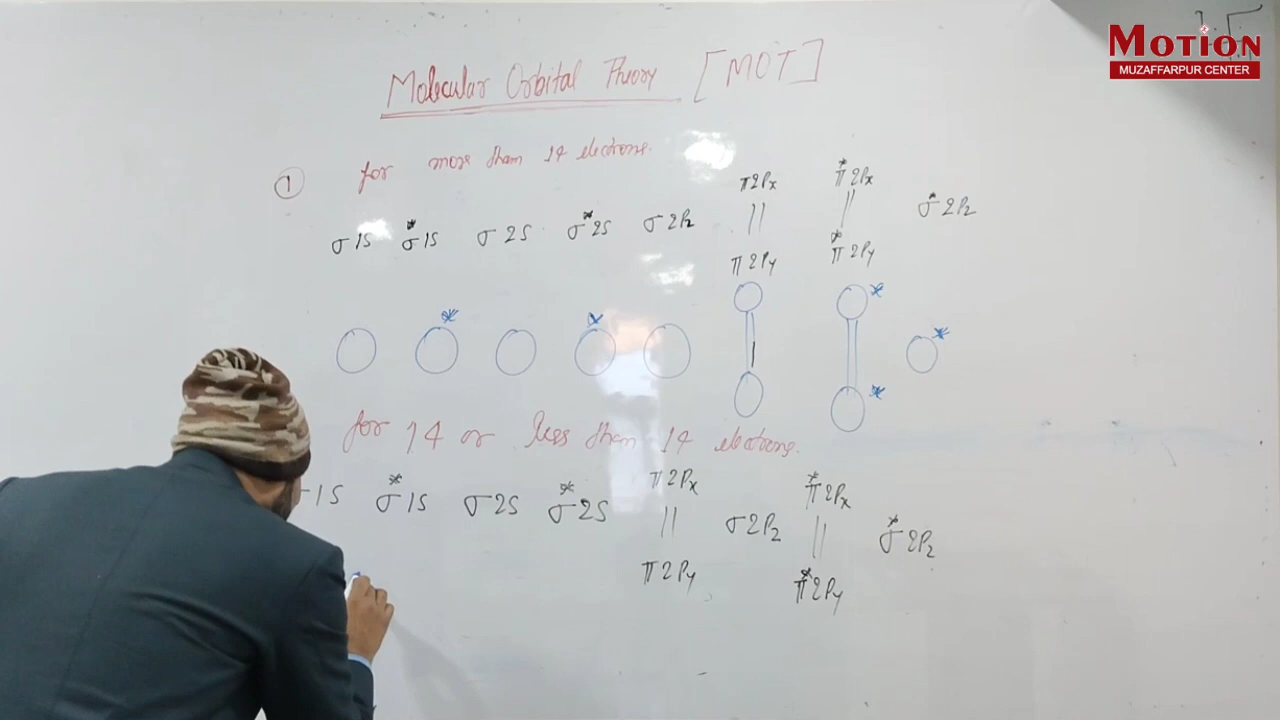 MOTION
MUZAFFARPUR CENTER
Molecular Orbital Theory [MOT]
① for more than 14 electrons.
π2Px π*2Px
σ1S σ*1S σ2S σ*2S σ2Pz || || σ*2Pz
π2Py π*2Py
* * * *
*
for 14 or less than 14 electrons.
π2Px π*2Px
1S σ*1S σ2S σ*2S || σ2Pz || σ*2Pz
π2Py π*2Py